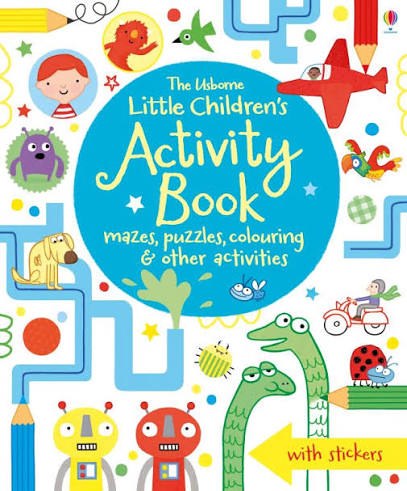 The Usborne
Little Children's
Activity
Book
mazes, puzzles, colouring
& other activities
with stickers